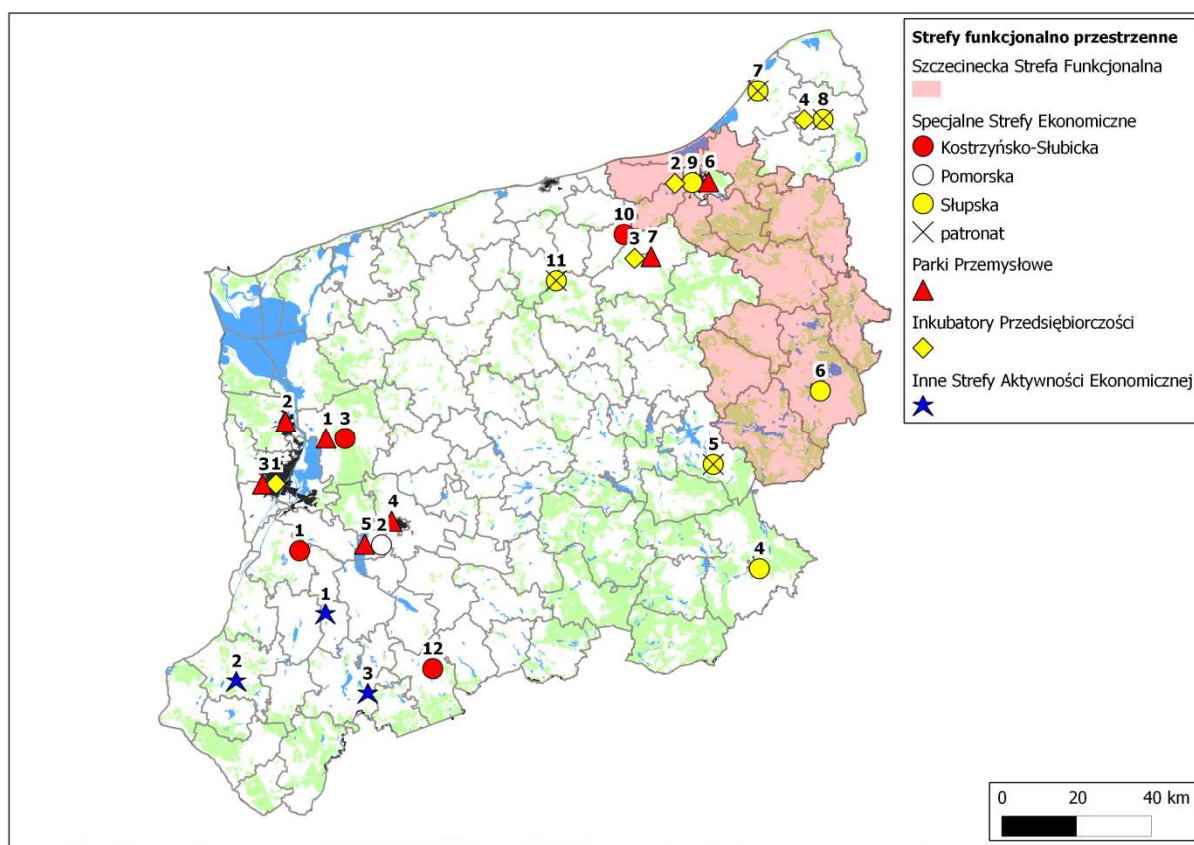 Strefy funkcjonalno przestrzenne
Szczecinecka Strefa Funkcjonalna
Specjalne Strefy Ekonomiczne
Kostrzyńsko-Słubicka
Pomorska
Słupska
patronat
Parki Przemysłowe
Inkubatory Przedsiębiorczości
Inne Strefy Aktywności Ekonomicznej
7
4 8
2 9 6
10
3 7
11
6
2
1 3
5
31
4
5 2
1
4
1
12
2
3
0 20 40 km